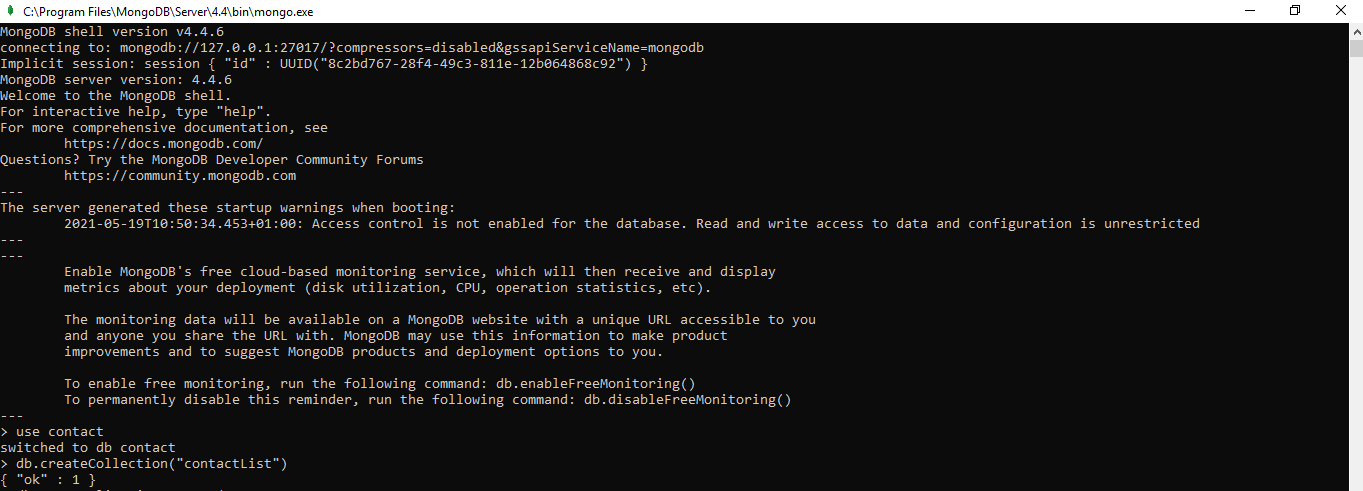 C:\Program Files\MongoDB\Server\4.4\bin\mongo.exe
MongoDB shell version v4.4.6
connecting to: mongodb://127.0.0.1:27017/?compressors=disabled&gssapiServiceName=mongodb
Implicit session: session { "id" : UUID("8c2bd767-28f4-49c3-811e-12b064868c92") }
MongoDB server version: 4.4.6
Welcome to the MongoDB shell.
For interactive help, type "help".
For more comprehensive documentation, see
https://docs.mongodb.com/
Questions? Try the MongoDB Developer Community Forums
https://community.mongodb.com
---
The server generated these startup warnings when booting:
2021-05-19T10:50:34.453+01:00: Access control is not enabled for the database. Read and write access to data and configuration is unrestricted
---
---
Enable MongoDB's free cloud-based monitoring service, which will then receive and display
metrics about your deployment (disk utilization, CPU, operation statistics, etc).
The monitoring data will be available on a MongoDB website with a unique URL accessible to you
and anyone you share the URL with. MongoDB may use this information to make product
improvements and to suggest MongoDB products and deployment options to you.
To enable free monitoring, run the following command: db.enableFreeMonitoring()
To permanently disable this reminder, run the following command: db.disableFreeMonitoring()
---
> use contact
switched to db contact
> db.createCollection("contactList")
{ "ok" : 1 }